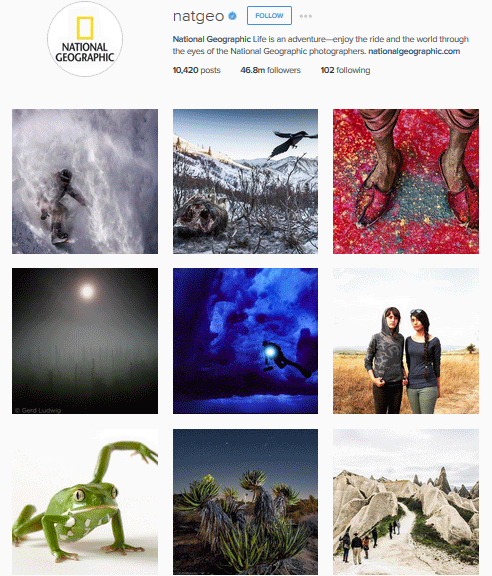 NATIONAL
GEOGRAPHIC
natgeo
FOLLOW
National Geographic Life is an adventure—enjoy the ride and the world through
the eyes of the National Geographic photographers. nationalgeographic.com
10,420 posts 46.8m followers 102 following
© Gerd Ludwig